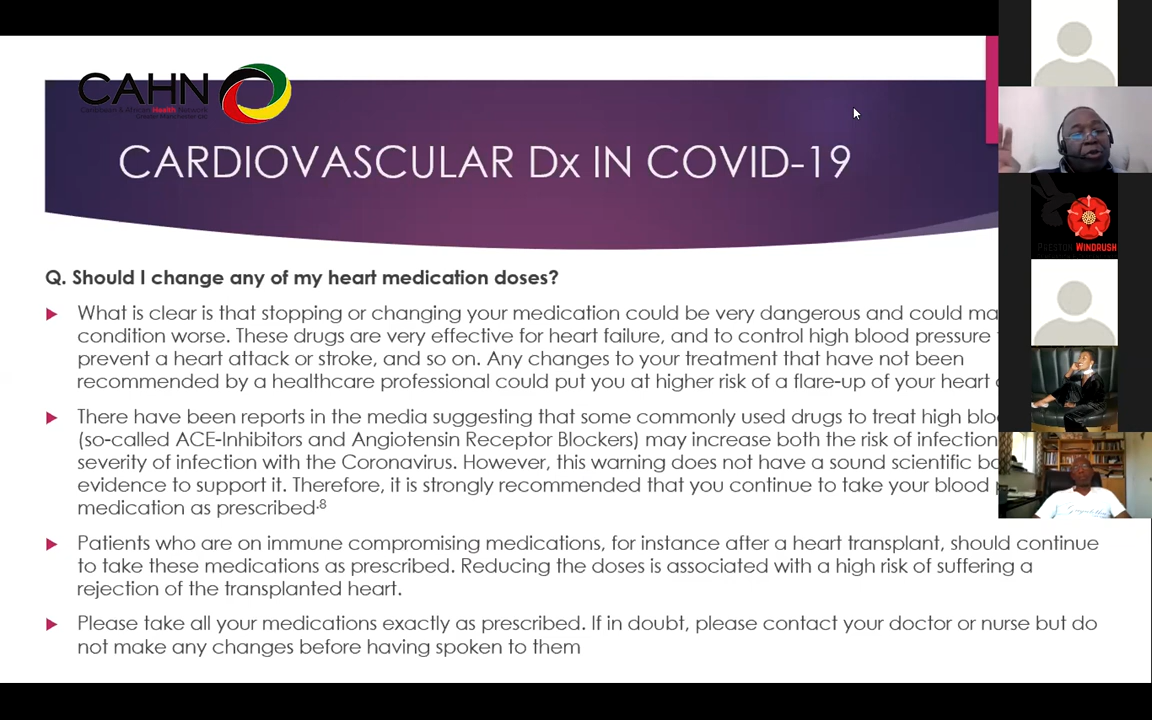 CAHN
Caribbean & African Health Network
CARDIOVASCULAR Dx IN COVID-19
Q. Should I change any of my heart medication doses?
What is clear is that stopping or changing your medication could be very dangerous and could
condition worse. These drugs are very effective for heart failure, and to control high blood pressure
prevent a heart attack or stroke, and so on. Any changes to your treatment that have not been
recommended by a healthcare professional could put you at higher risk of a flare-up of your heart
There have been reports in the media suggesting that some commonly used drugs to treat high
(so-called ACE-Inhibitors and Angiotensin Receptor Blockers) may increase both the risk of infection
severity of infection with the Coronavirus. However, this warning does not have a sound scientific
evidence to support it. Therefore, it is strongly recommended that you continue to take your blood
medication as prescribed.8
Patients who are on immune compromising medications, for instance after a heart transplant, should continue
to take these medications as prescribed. Reducing the doses is associated with a high risk of suffering a
rejection of the transplanted heart.
Please take all your medications exactly as prescribed. If in doubt, please contact your doctor or nurse but do
not make any changes before having spoken to them
PRESTON WINDRUSH